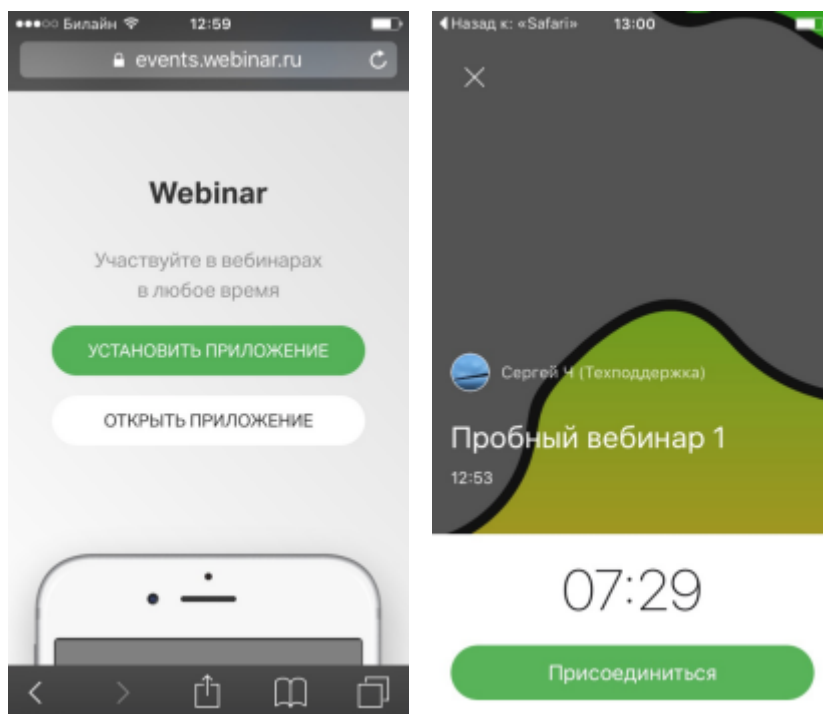 Билайн 12:59
events.webinar.ru
Webinar
Участвуйте в вебинарах
в любое время
УСТАНОВИТЬ ПРИЛОЖЕНИЕ
ОТКРЫТЬ ПРИЛОЖЕНИЕ
Назад к: «Safari» 13:00
Сергей Ч (Техподдержка)
Пробный вебинар 1
12:53
07:29
Присоединиться